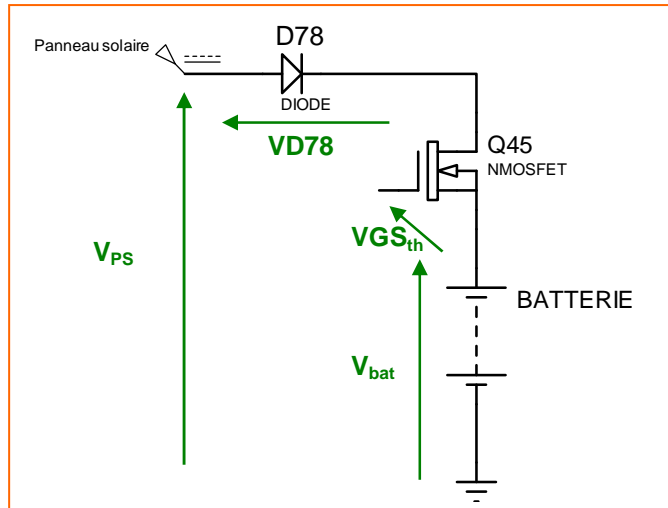 Panneau solaire
D78
DIODE
VD78
Q45
NMOSFET
VGSth
VPS
BATTERIE
Vbat